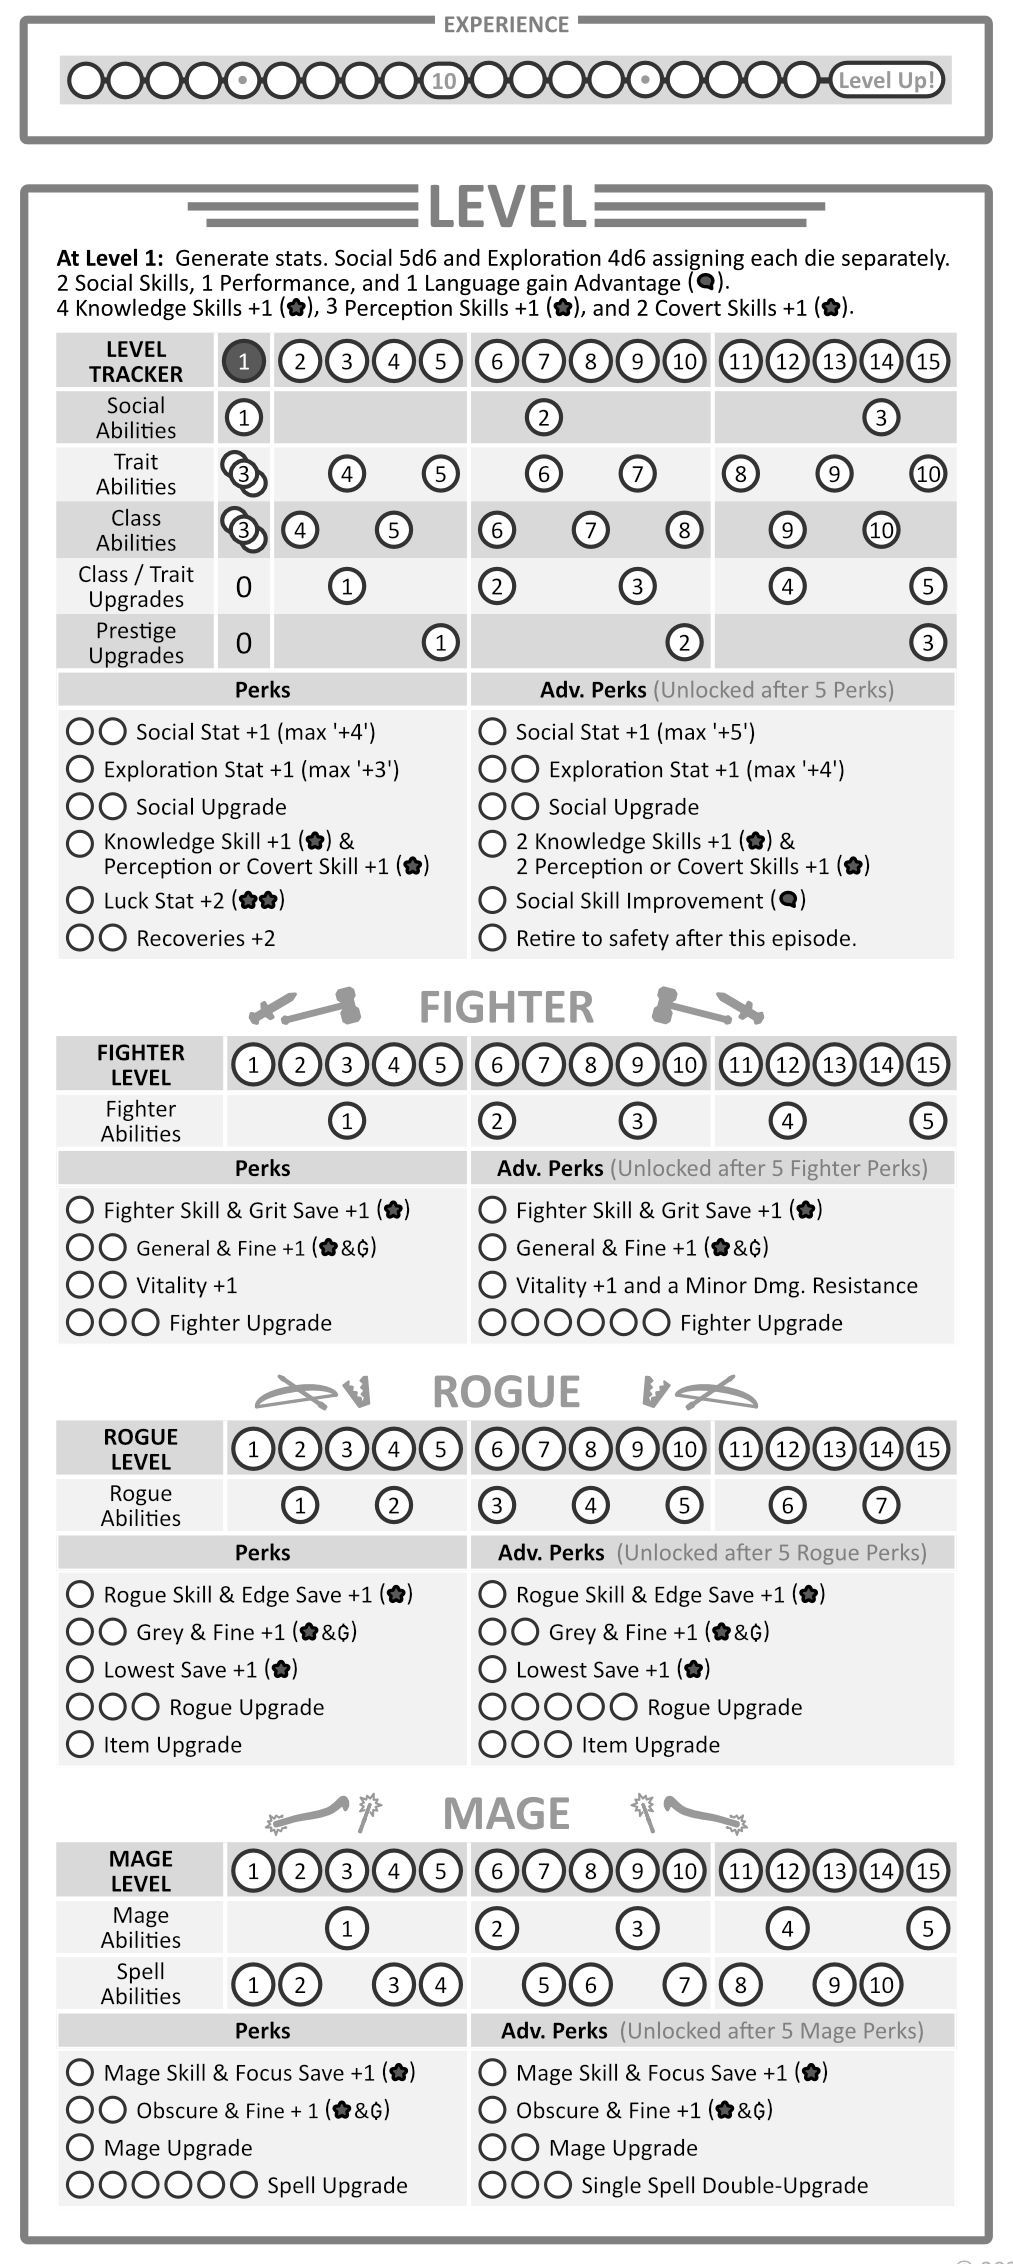 EXPERIENCE
10 Level Up!
LEVEL
At Level 1: Generate stats. Social 5d6 and Exploration 4d6 assigning each die separately.
2 Social Skills, 1 Performance, and 1 Language gain Advantage ( ).
4 Knowledge Skills +1 ( ), 3 Perception Skills +1 ( ), and 2 Covert Skills +1 ( ).
LEVEL
TRACKER
1 2 3 4 5 6 7 8 9 10 11 12 13 14 15
Social
Abilities
1 2 3
Trait
Abilities
3 4 5 6 7 8 9 10
Class
Abilities
3 4 5 6 7 8 9 10
Class / Trait
Upgrades
0 1 2 3 4 5
Prestige
Upgrades
0 1 2 3
Perks
Social Stat +1 (max '+4')
Exploration Stat +1 (max '+3')
Social Upgrade
Knowledge Skill +1 ( ) &
Perception or Covert Skill +1 ( )
Luck Stat +2 ( )
Recoveries +2
Adv. Perks (Unlocked after 5 Perks)
Social Stat +1 (max '+5')
Exploration Stat +1 (max '+4')
Social Upgrade
2 Knowledge Skills +1 ( ) &
2 Perception or Covert Skills +1 ( )
Social Skill Improvement ( )
Retire to safety after this episode.
FIGHTER
FIGHTER
LEVEL
1 2 3 4 5 6 7 8 9 10 11 12 13 14 15
Fighter
Abilities
1 2 3 4 5
Perks
Fighter Skill & Grit Save +1 ( )
General & Fine +1 ( &₲)
Vitality +1
Fighter Upgrade
Adv. Perks (Unlocked after 5 Fighter Perks)
Fighter Skill & Grit Save +1 ( )
General & Fine +1 ( &₲)
Vitality +1 and a Minor Dmg. Resistance
Fighter Upgrade
ROGUE
ROGUE
LEVEL
1 2 3 4 5 6 7 8 9 10 11 12 13 14 15
Rogue
Abilities
1 2 3 4 5 6 7
Perks
Rogue Skill & Edge Save +1 ( )
Grey & Fine +1 ( &₲)
Lowest Save +1 ( )
Rogue Upgrade
Item Upgrade
Adv. Perks (Unlocked after 5 Rogue Perks)
Rogue Skill & Edge Save +1 ( )
Grey & Fine +1 ( &₲)
Lowest Save +1 ( )
Rogue Upgrade
Item Upgrade
MAGE
MAGE
LEVEL
1 2 3 4 5 6 7 8 9 10 11 12 13 14 15
Mage
Abilities
1 2 3 4 5
Spell
Abilities
1 2 3 4 5 6 7 8 9 10
Perks
Mage Skill & Focus Save +1 ( )
Obscure & Fine + 1 ( &₲)
Mage Upgrade
Spell Upgrade
Adv. Perks (Unlocked after 5 Mage Perks)
Mage Skill & Focus Save +1 ( )
Obscure & Fine +1 ( &₲)
Mage Upgrade
Single Spell Double-Upgrade